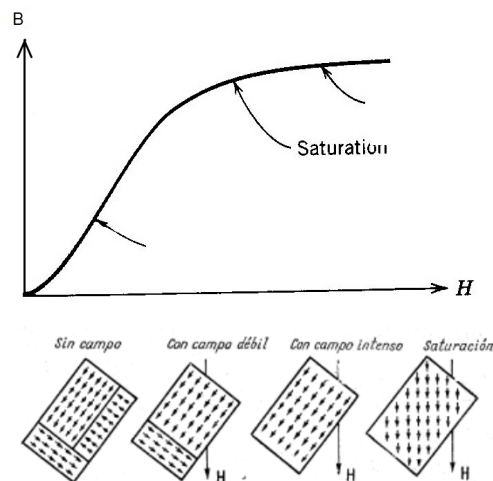 B
Saturation
H
Sin campo Con campo débil Con campo intenso Saturación
H H H